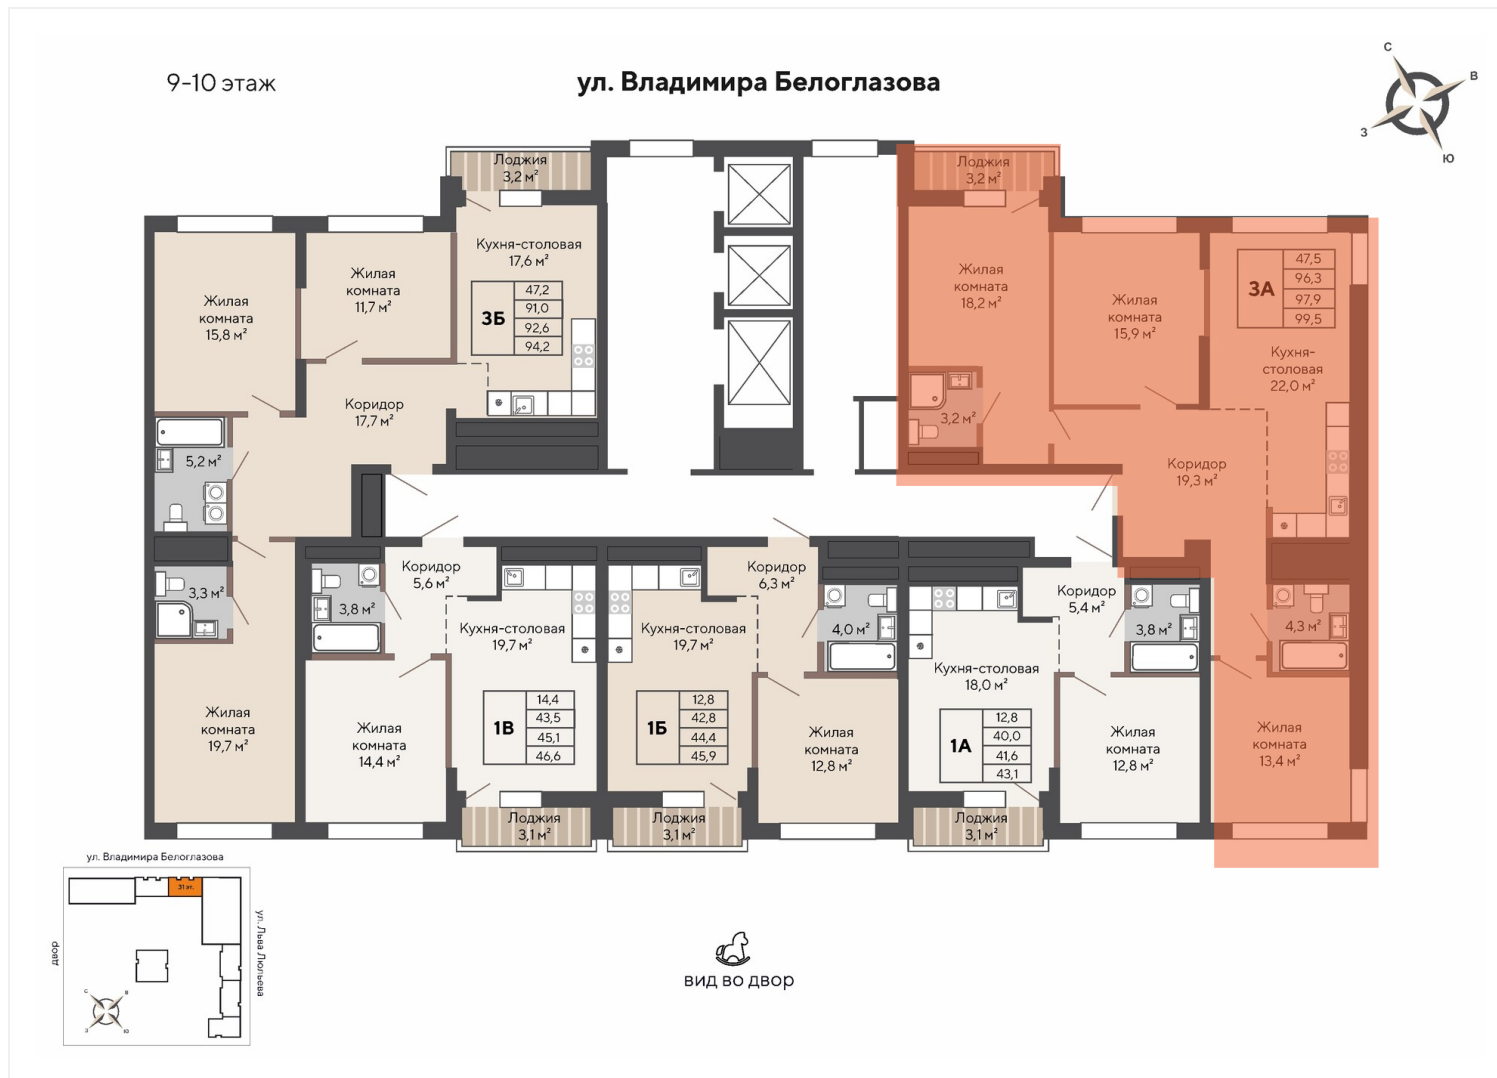 9-10 этаж
ул. Владимира Белоглазова
С
В
З
Ю
Лоджия
3,2 м²
Кухня-столовая
17,6 м²
3Б
47,2
91,0
92,6
94,2
Жилая
комната
11,7 м²
Жилая
комната
15,8 м²
Коридор
17,7 м²
5,2 м²
3,3 м²
Жилая
комната
19,7 м²
Лоджия
3,2 м²
Жилая
комната
18,2 м²
Жилая
комната
15,9 м²
3А
47,5
96,3
97,9
99,5
Кухня-
столовая
22,0 м²
3,2 м²
Коридор
19,3 м²
4,3 м²
Жилая
комната
13,4 м²
Коридор
5,6 м²
3,8 м²
Кухня-столовая
19,7 м²
1В
14,4
43,5
45,1
46,6
Жилая
комната
14,4 м²
Лоджия
3,1 м²
Коридор
6,3 м²
4,0 м²
Кухня-столовая
19,7 м²
1Б
12,8
42,8
44,4
45,9
Жилая
комната
12,8 м²
Лоджия
3,1 м²
Коридор
5,4 м²
3,8 м²
Кухня-столовая
18,0 м²
1А
12,8
40,0
41,6
43,1
Жилая
комната
12,8 м²
Лоджия
3,1 м²
ул. Владимира Белоглазова
31 эт.
двор
ул. Льва Люльева
С
В
З
Ю
вид во двор